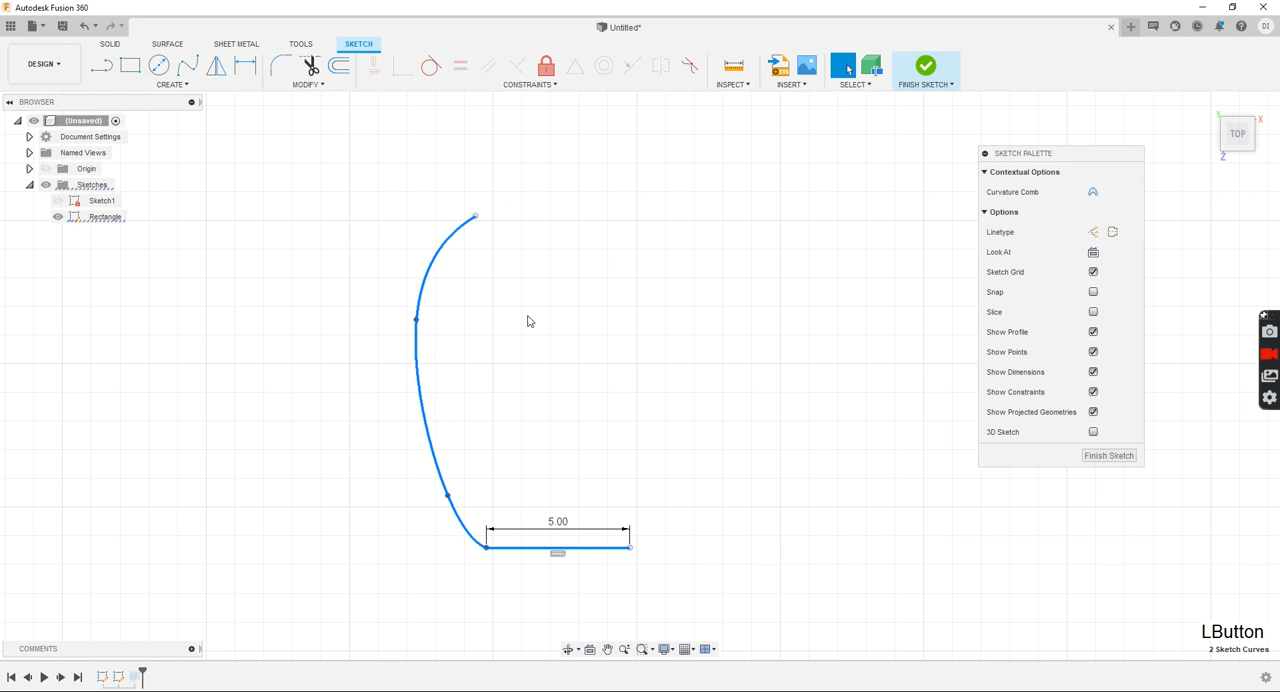 Autodesk Fusion 360
Untitled*
DI
SOLID
SURFACE
SHEET METAL
TOOLS
SKETCH
DESIGN
CREATE
MODIFY
CONSTRAINTS
INSPECT
INSERT
SELECT
FINISH SKETCH
BROWSER
(Unsaved)
Document Settings
Named Views
Origin
Sketches
Sketch1
Rectangle
TOP
X
Y
Z
SKETCH PALETTE
Contextual Options
Curvature Comb
Options
Linetype
Look At
Sketch Grid
Snap
Slice
Show Profile
Show Points
Show Dimensions
Show Constraints
Show Projected Geometries
3D Sketch
Finish Sketch
5.00
LButton
2 Sketch Curves
COMMENTS